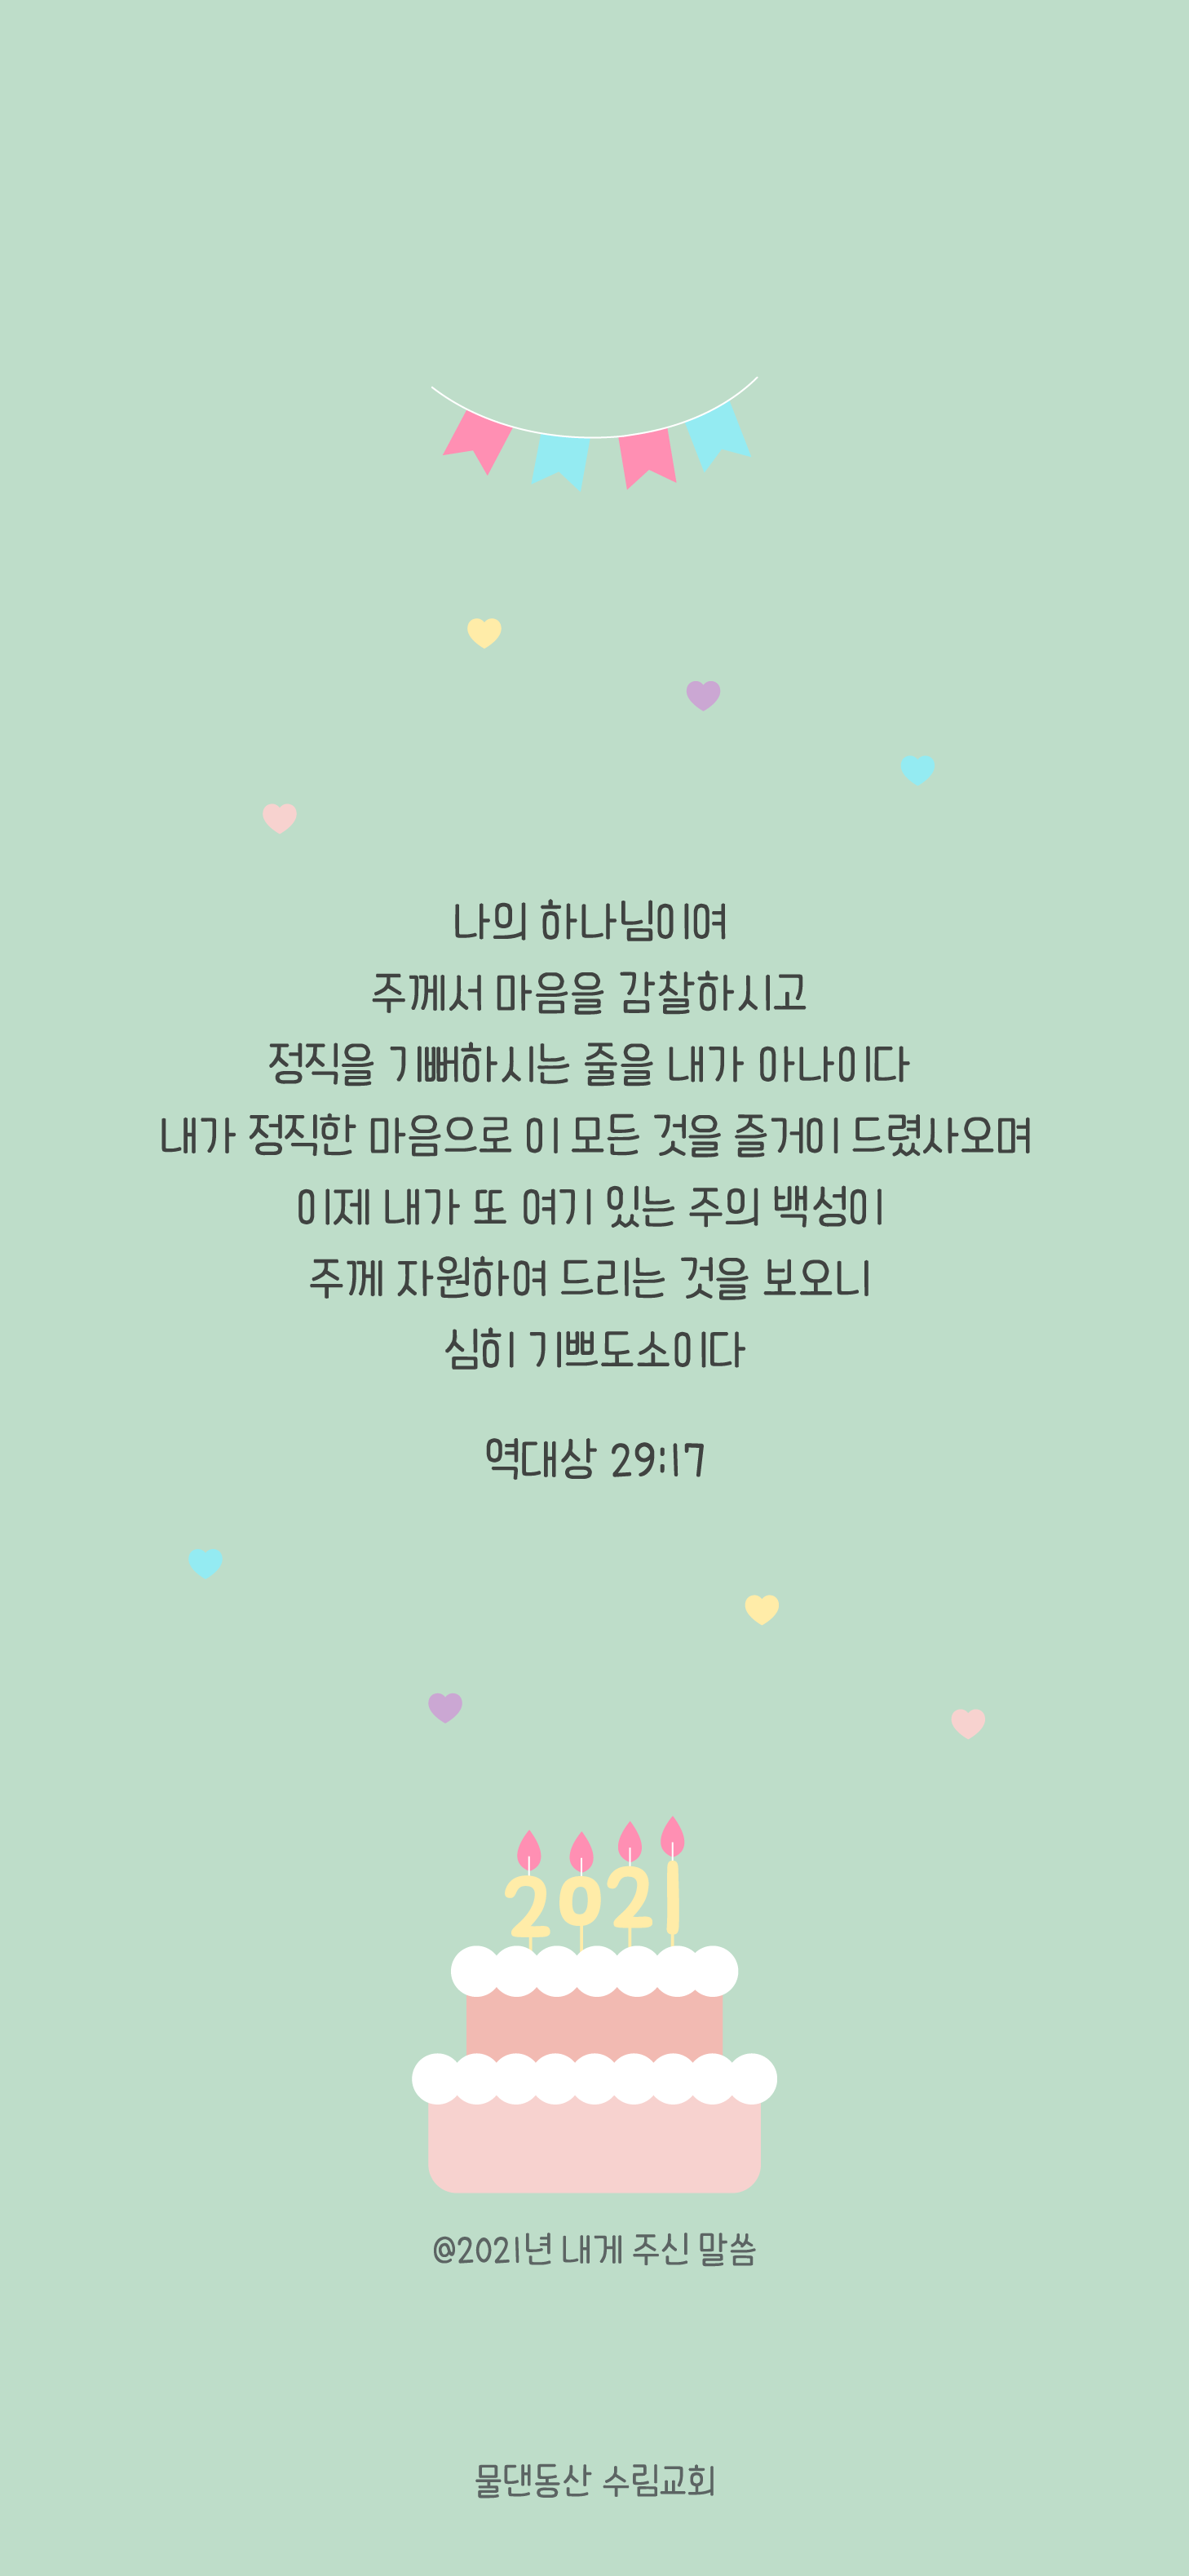 나의 하나님이여
주께서 마음을 감찰하시고
정직을 기뻐하시는 줄을 내가 아나이다
내가 정직한 마음으로 이 모든 것을 즐거이 드렸사오며
이제 내가 또 여기 있는 주의 백성이
주께 자원하여 드리는 것을 보오니
심히 기쁘도소이다
역대상 29:17
2021
@2021년 내게 주신 말씀
물댄동산 수림교회